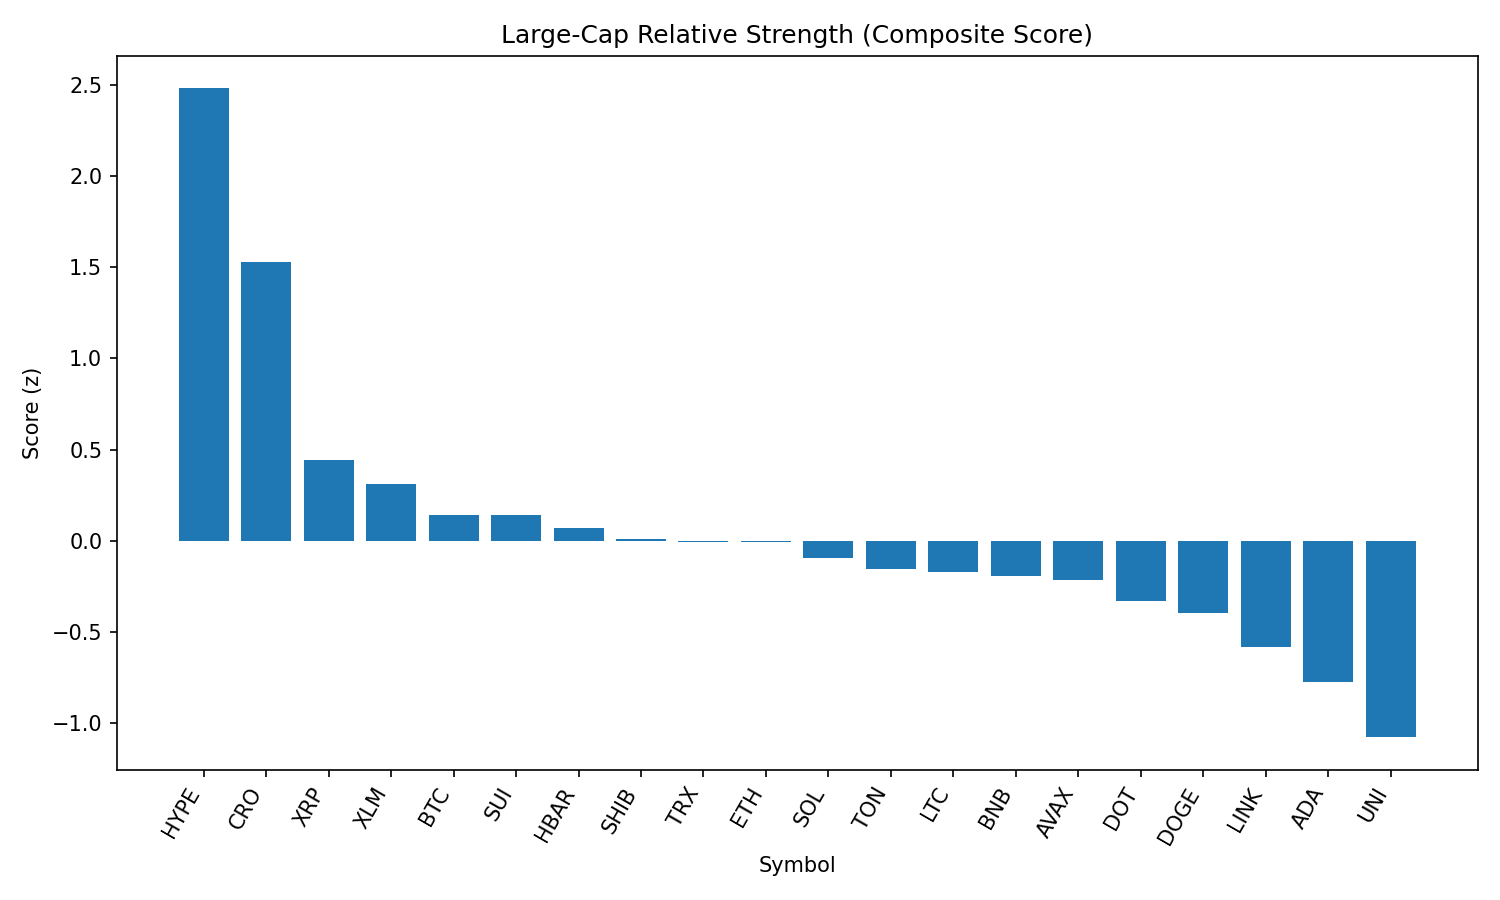 Large-Cap Relative Strength (Composite Score)
Score (z)
2.5
2.0
1.5
1.0
0.5
0.0
−0.5
−1.0
HYPE
CRO
XRP
XLM
BTC
SUI
HBAR
SHIB
TRX
ETH
SOL
TON
LTC
BNB
AVAX
DOT
DOGE
LINK
ADA
UNI
Symbol